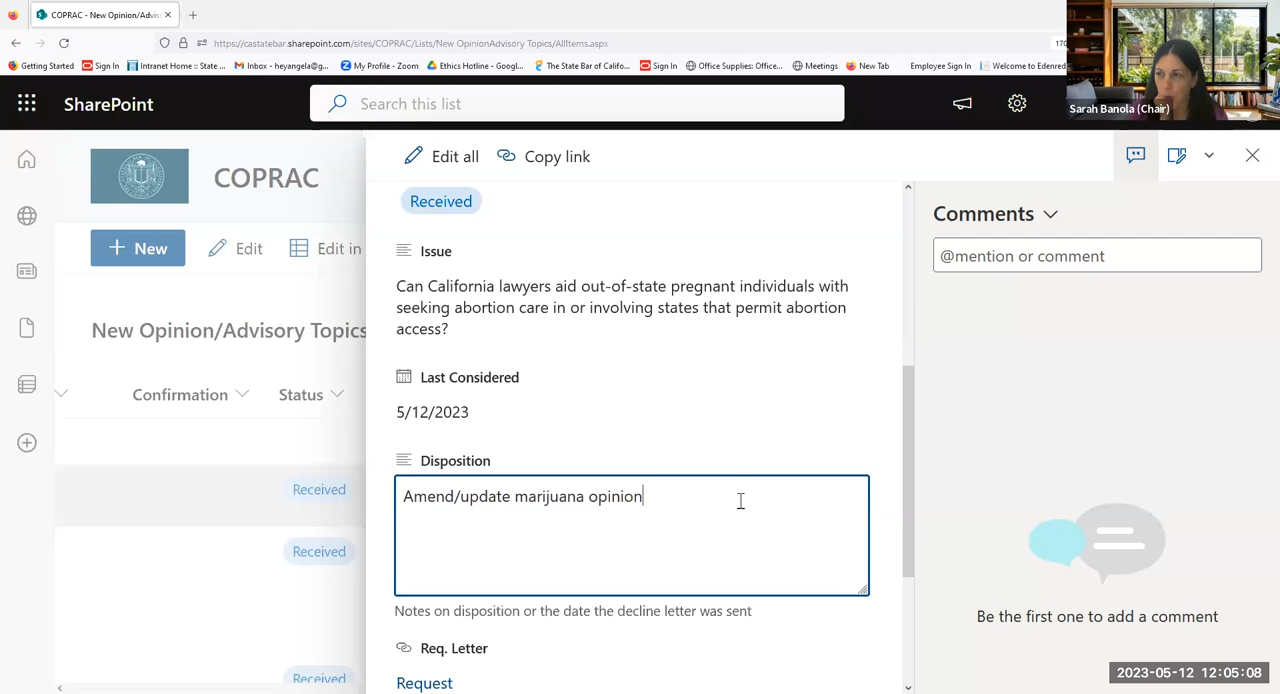 COPRAC - New Opinion/Advis
https://castatebar.sharepoint.com/sites/COPRAC/Lists/New OpinionAdvisory Topics/AllItems.aspx
Getting Started
Sign In
Intranet Home :: State ...
Inbox - heyangela@g...
My Profile - Zoom
Ethics Hotline - Googl...
The State Bar of Califo...
Sign In
Office Supplies: Office...
Meetings
New Tab
Employee Sign In
Welcome to Edenred
Sarah Banola (Chair)
SharePoint
Search this list
Edit all
Copy link
COPRAC
Received
Comments
+ New
Edit
Edit in
Issue
@mention or comment
Can California lawyers aid out-of-state pregnant individuals with
seeking abortion care in or involving states that permit abortion
access?
New Opinion/Advisory Topics
Last Considered
Confirmation
Status
5/12/2023
Disposition
Received
Amend/update marijuana opinion
Received
Notes on disposition or the date the decline letter was sent
Be the first one to add a comment
Req. Letter
Received
Request
2023-05-12 12:05:08